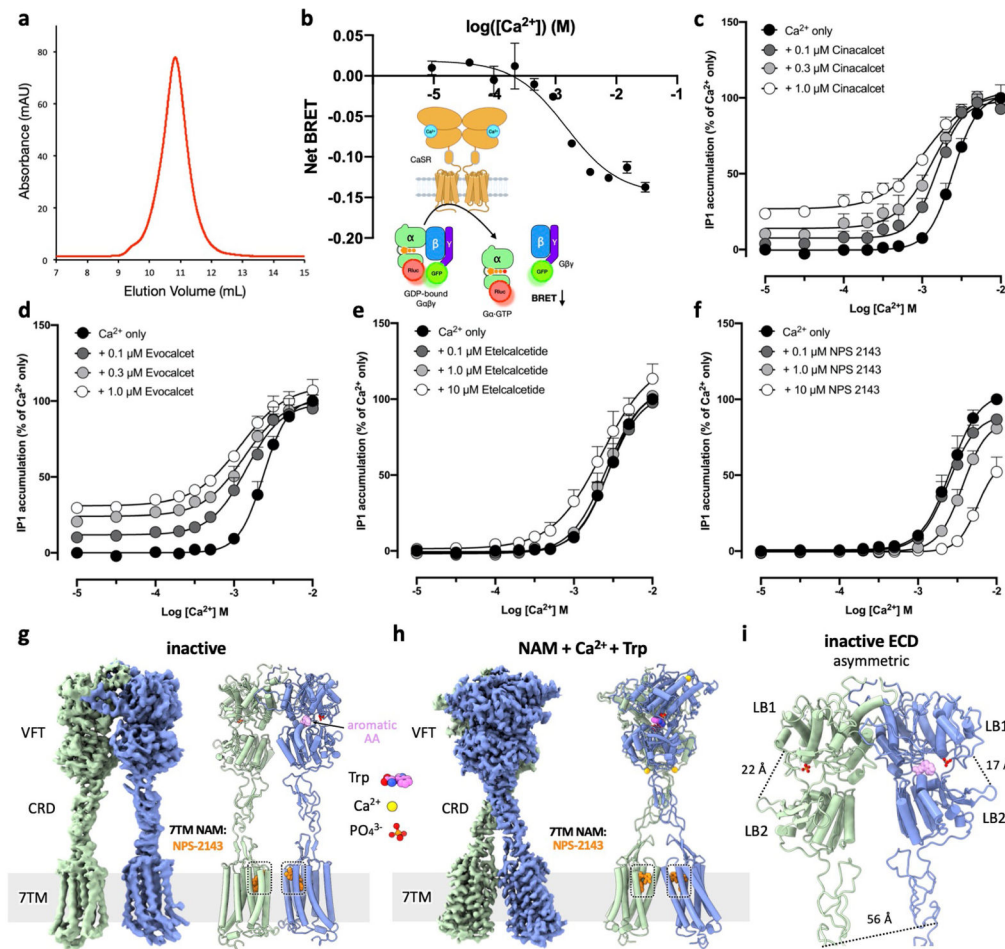 a
Absorbance (mAU)
80
60
40
20
0
7 8 9 10 11 12 13 14 15
Elution Volume (mL)
b
log([Ca²⁺]) (M)
0.05
0.00
-0.05
-0.10
-0.15
-0.20
-5 -4 -3 -2 -1
Net BRET
Ca²⁺
Ca²⁺
CaSR
α
β
γ
Rluc
GFP
GDP-bound
Gαβγ
α
Rluc
Gα-GTP
β
γ
GFP
Gβγ
BRET ↓
c
IP1 accumulation (% of Ca²⁺ only)
150
100
50
0
Ca²⁺ only
+ 0.1 μM Cinacalcet
+ 0.3 μM Cinacalcet
+ 1.0 μM Cinacalcet
-5 -4 -3 -2
Log [Ca²⁺] M
d
IP1 accumulation (% of Ca²⁺ only)
150
100
50
0
Ca²⁺ only
+ 0.1 μM Evocalcet
+ 0.3 μM Evocalcet
+ 1.0 μM Evocalcet
-5 -4 -3 -2
Log [Ca²⁺] M
e
IP1 accumulation (% of Ca²⁺ only)
150
100
50
0
Ca²⁺ only
+ 0.1 μM Etelcalcetide
+ 1.0 μM Etelcalcetide
+ 10 μM Etelcalcetide
-5 -4 -3 -2
Log [Ca²⁺] M
f
IP1 accumulation (% of Ca²⁺ only)
150
100
50
0
Ca²⁺ only
+ 0.1 μM NPS 2143
+ 1.0 μM NPS 2143
+ 10 μM NPS 2143
-5 -4 -3 -2
Log [Ca²⁺] M
g
inactive
VFT
CRD
7TM
aromatic
AA
Trp
Ca²⁺
PO₄³⁻
7TM NAM:
NPS-2143
h
NAM + Ca²⁺ + Trp
VFT
CRD
7TM
7TM NAM:
NPS-2143
i
inactive ECD
asymmetric
LB1
LB1
22 Å
17 Å
LB2
LB2
56 Å